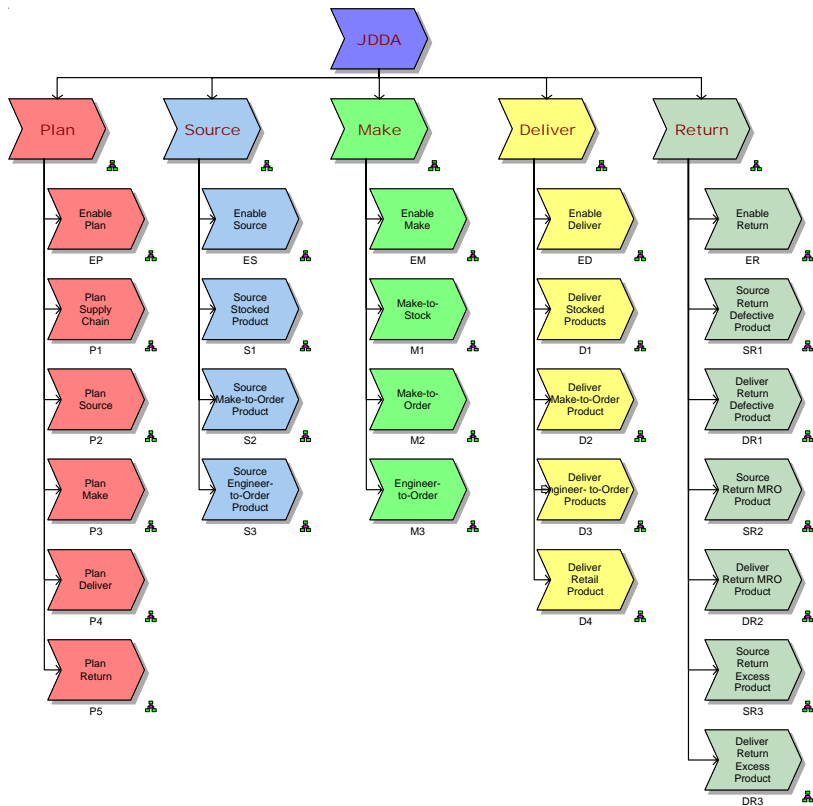 JDDA
Plan
Source
Make
Deliver
Return
Enable
Plan
EP
Enable
Source
ES
Enable
Make
EM
Enable
Deliver
ED
Enable
Return
ER
Plan
Supply
Chain
P1
Source
Stocked
Product
S1
Make-to-
Stock
M1
Deliver
Stocked
Products
D1
Source
Return
Defective
Product
SR1
Plan
Source
P2
Source
Make-to-Order
Product
S2
Make-to-
Order
M2
Deliver
Make-to-Order
Product
D2
Deliver
Return
Defective
Product
DR1
Plan
Make
P3
Source
Engineer-
to-Order
Product
S3
Engineer-
to-Order
M3
Deliver
Engineer- to-Order
Products
D3
Source
Return MRO
Product
SR2
Plan
Deliver
P4
Deliver
Retail
Product
D4
Deliver
Return MRO
Product
DR2
Plan
Return
P5
Source
Return
Excess
Product
SR3
Deliver
Return
Excess
Product
DR3